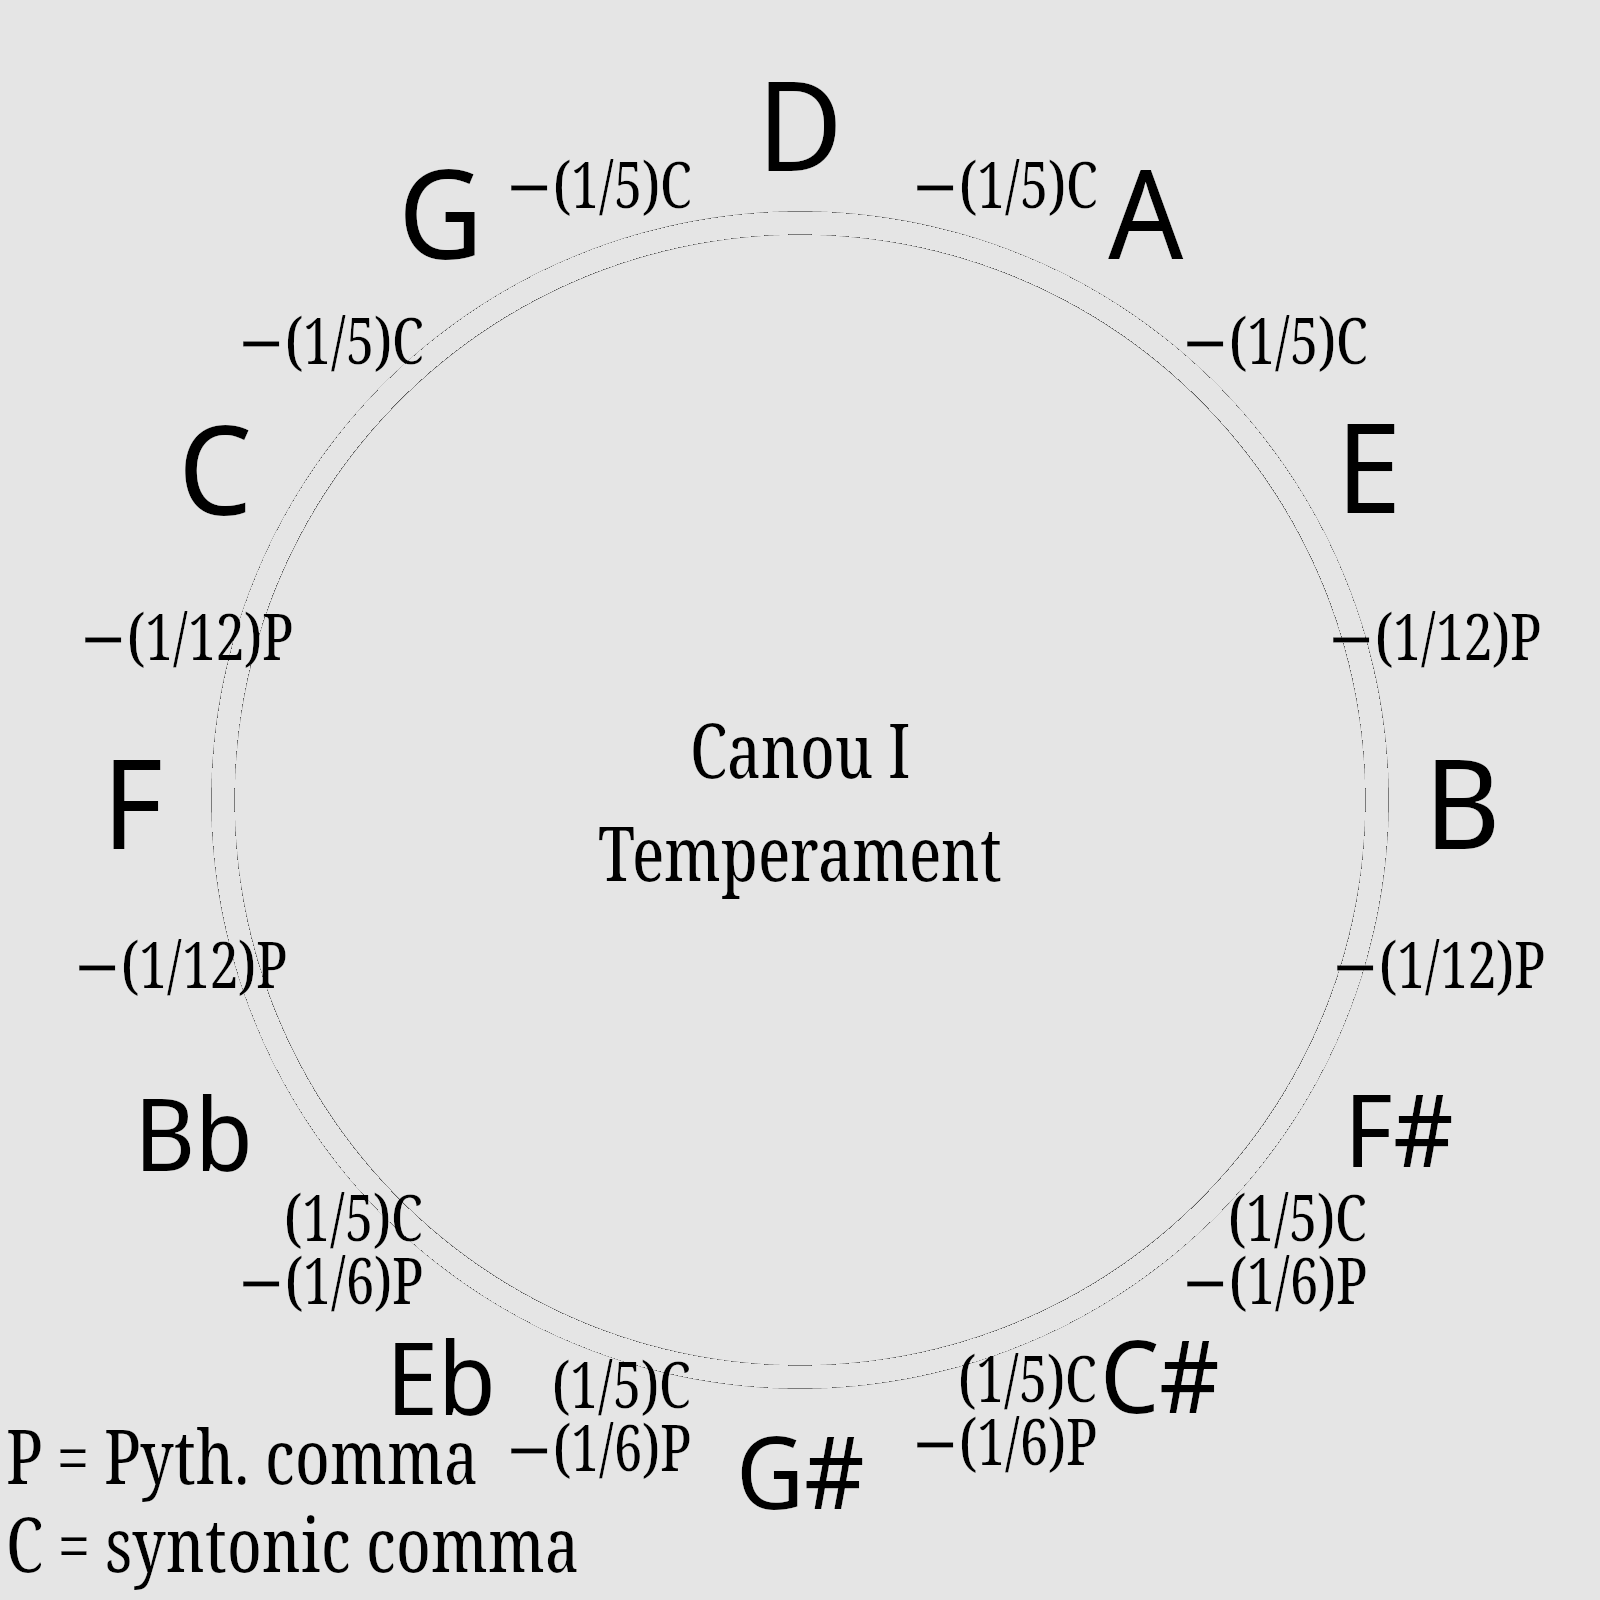 D
G −(1/5)C −(1/5)C A
−(1/5)C −(1/5)C
C E
−(1/12)P −(1/12)P
Canou I
F B
Temperament
−(1/12)P −(1/12)P
Bb F#
(1/5)C (1/5)C
−(1/6)P −(1/6)P
Eb (1/5)C (1/5)C C#
−(1/6)P −(1/6)P
G#
P = Pyth. comma
C = syntonic comma